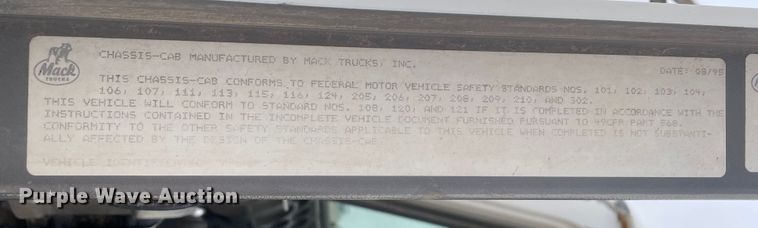 CHASSIS-CAB MANUFACTURED BY MACK TRUCKS, INC.
Mack
TRUCKS
DATE: 08/95
THIS CHASSIS-CAB CONFORMS TO FEDERAL MOTOR VEHICLE SAFETY STANDARDS NOS. 101, 102, 103, 104,
106, 107, 111, 113, 115, 116, 124, 205, 206, 207, 208, 209, 210, AND 302.
THIS VEHICLE WILL CONFORM TO STANDARD NOS. 108, 120, AND 121 IF IT IS COMPLETED IN ACCORDANCE WITH THE
INSTRUCTIONS CONTAINED IN THE INCOMPLETE VEHICLE DOCUMENT FURNISHED PURSUANT TO 49CFR PART 568.
CONFORMITY TO THE OTHER SAFETY STANDARDS APPLICABLE TO THIS VEHICLE WHEN COMPLETED IS NOT SUBSTANTI-
ALLY AFFECTED BY THE DESIGN OF THE CHASSIS-CAB.
VEHICLE
Purple Wave Auction